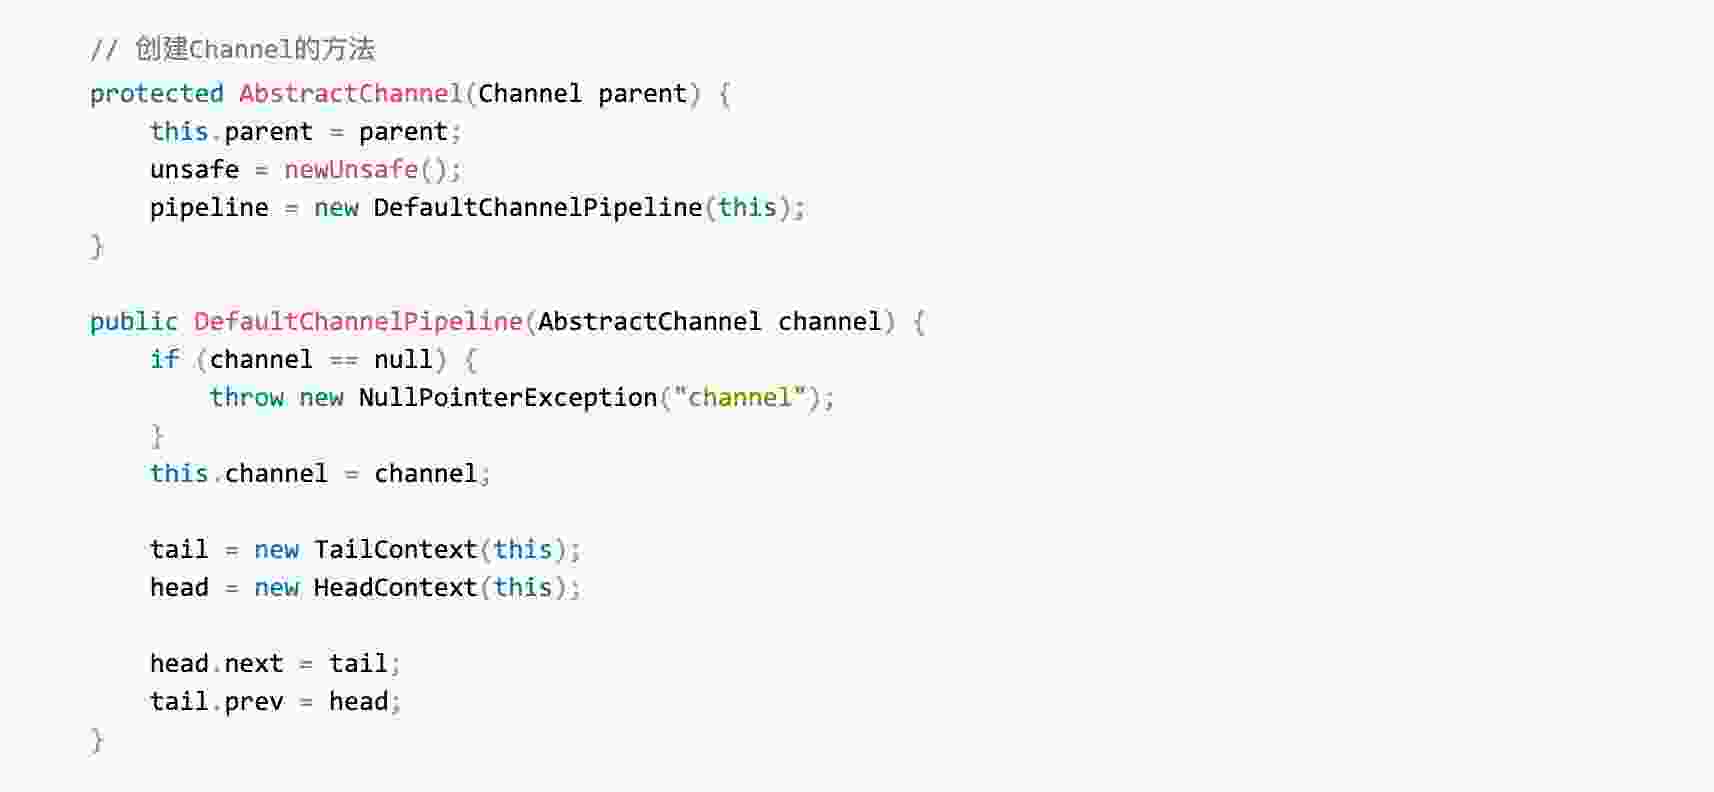 // 创建Channel的方法
protected AbstractChannel(Channel parent) {
    this.parent = parent;
    unsafe = newUnsafe();
    pipeline = new DefaultChannelPipeline(this);
}

public DefaultChannelPipeline(AbstractChannel channel) {
    if (channel == null) {
        throw new NullPointerException("channel");
    }
    this.channel = channel;

    tail = new TailContext(this);
    head = new HeadContext(this);

    head.next = tail;
    tail.prev = head;
}